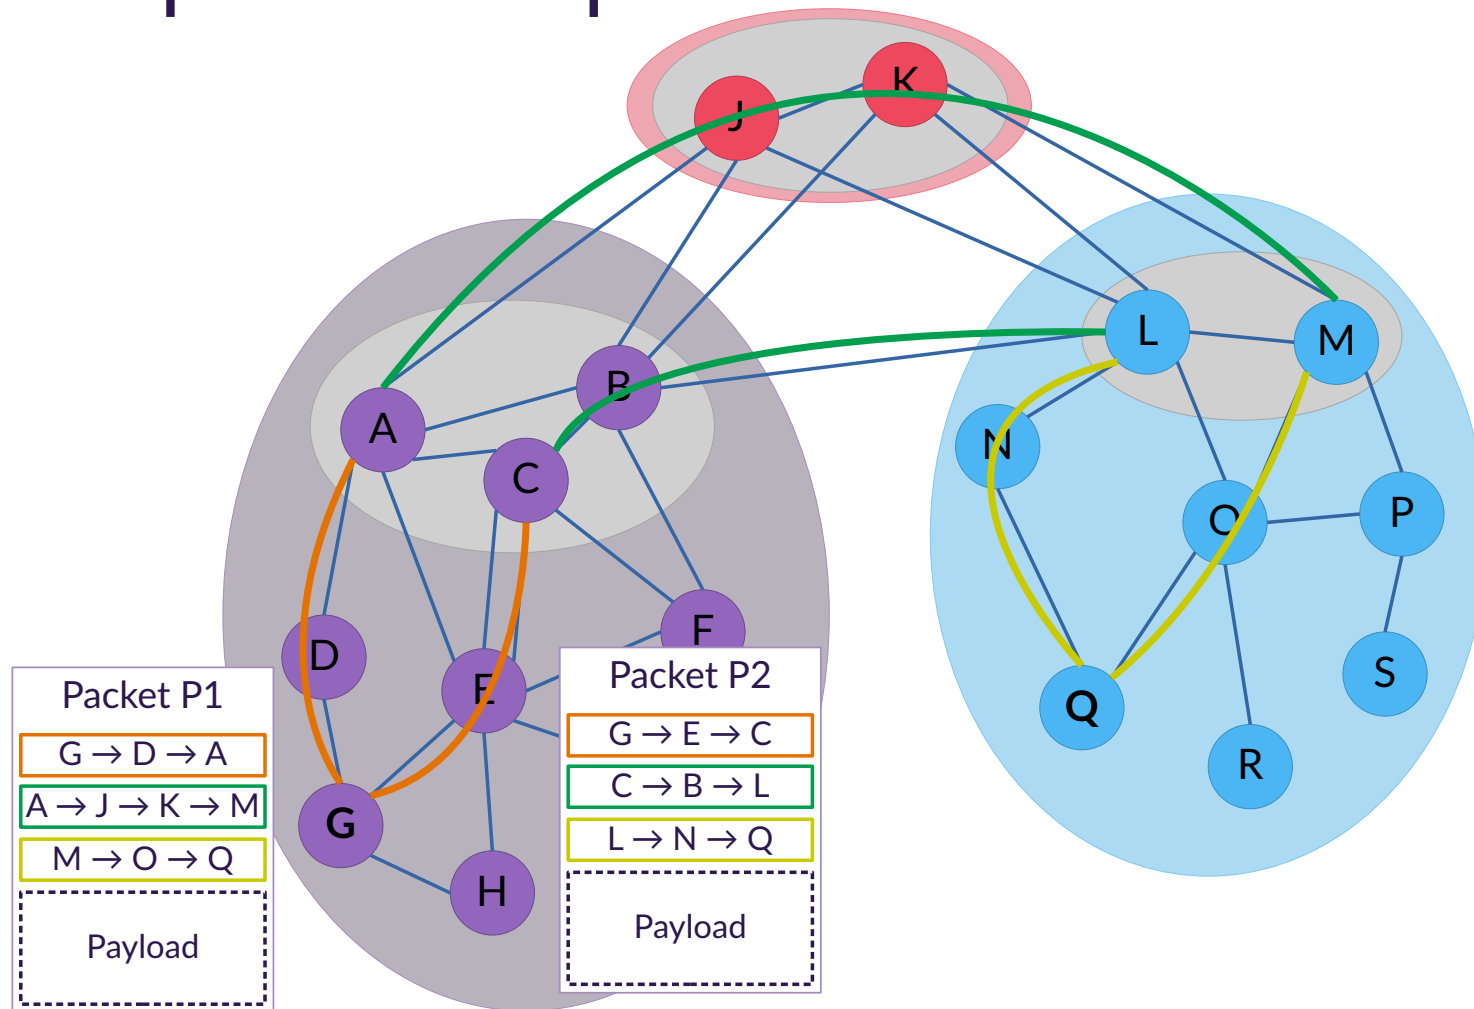 K
J
L
M
B
A
N
C
P
O
F
D
S
E
Q
R
G
H
Packet P1
G → D → A
A → J → K → M
M → O → Q
Payload
Packet P2
G → E → C
C → B → L
L → N → Q
Payload